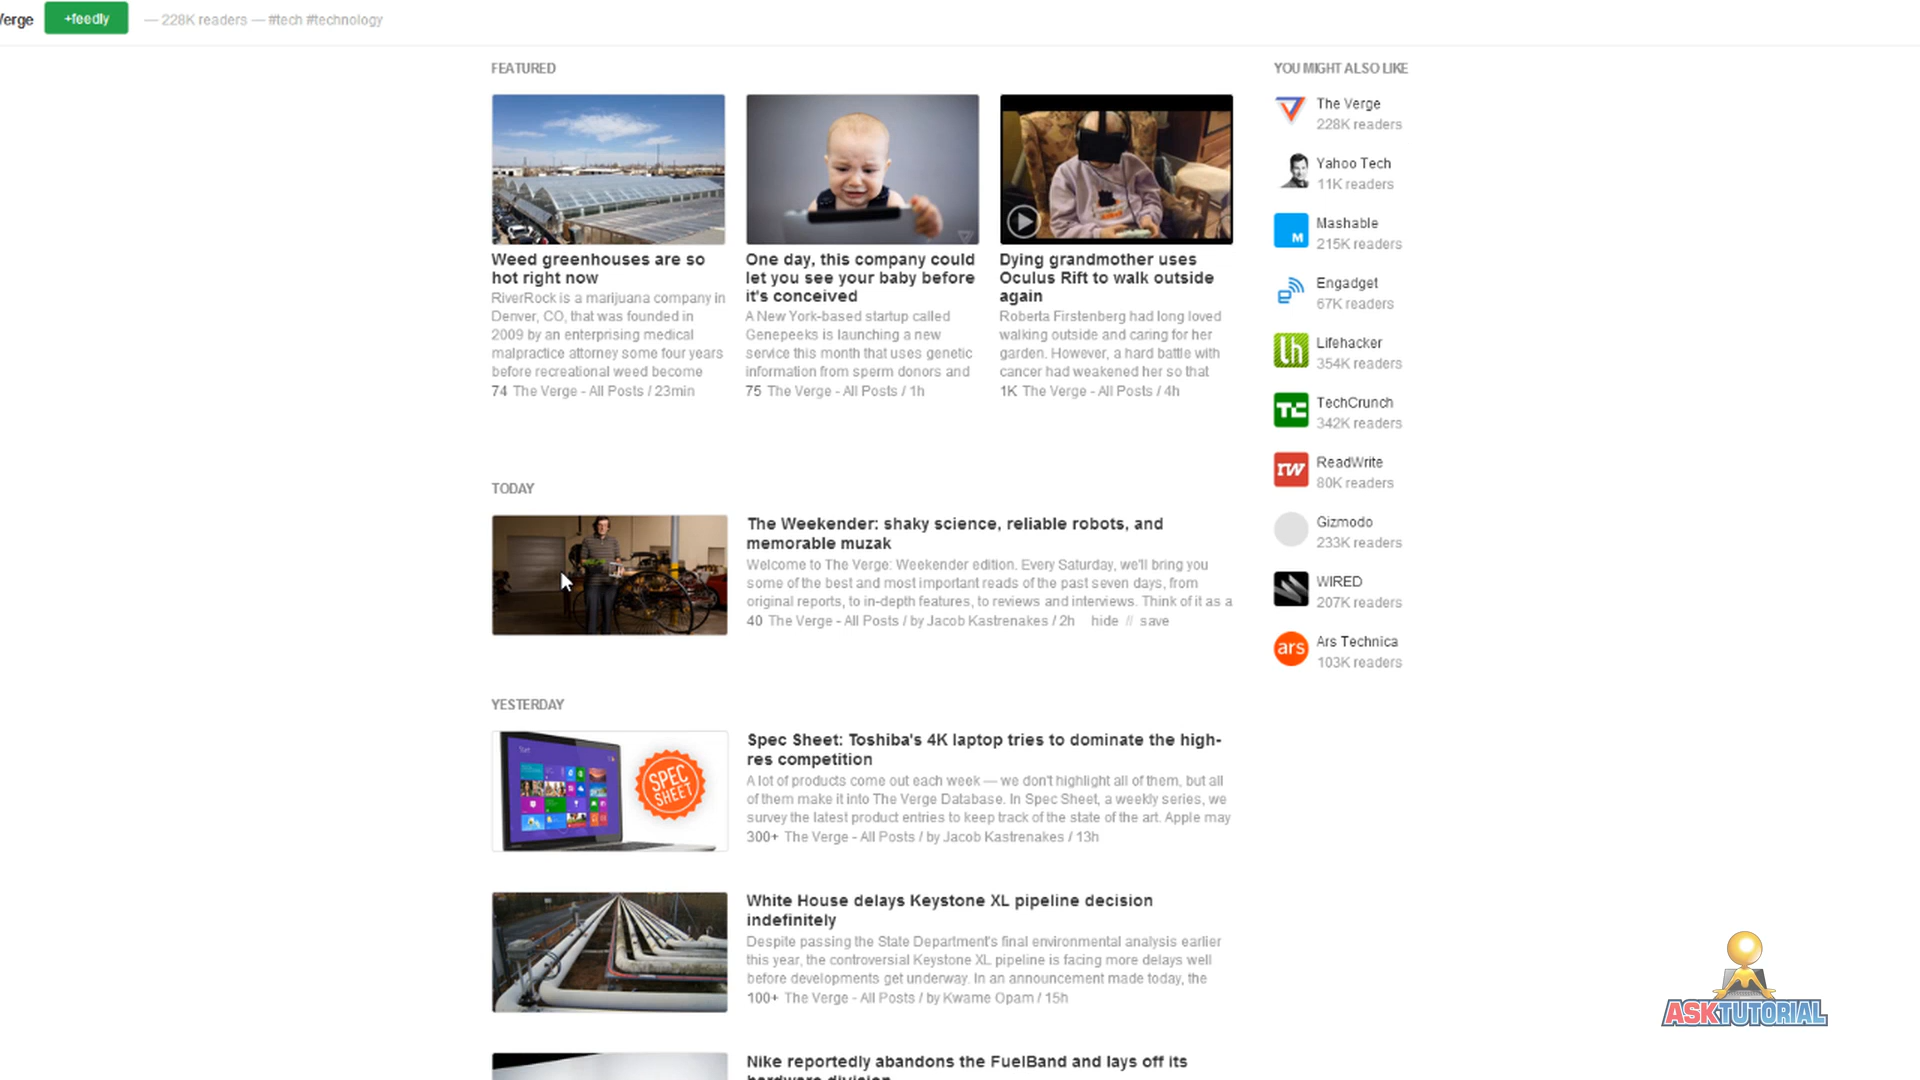 Verge
+feedly
— 228K readers — #tech #technology
FEATURED
Weed greenhouses are so
hot right now
RiverRock is a marijuana company in
Denver, CO, that was founded in
2009 by an enterprising medical
malpractice attorney some four years
before recreational weed become
74 The Verge - All Posts / 23min
One day, this company could
let you see your baby before
it's conceived
A New York-based startup called
Genepeeks is launching a new
service this month that uses genetic
information from sperm donors and
75 The Verge - All Posts / 1h
Dying grandmother uses
Oculus Rift to walk outside
again
Roberta Firstenberg had long loved
walking outside and caring for her
garden. However, a hard battle with
cancer had weakened her so that
1K The Verge - All Posts / 4h
TODAY
The Weekender: shaky science, reliable robots, and
memorable muzak
Welcome to The Verge: Weekender edition. Every Saturday, we'll bring you
some of the best and most important reads of the past seven days, from
original reports, to in-depth features, to reviews and interviews. Think of it as a
40 The Verge - All Posts / by Jacob Kastrenakes / 2h hide // save
YESTERDAY
SPEC
SHEET
Spec Sheet: Toshiba's 4K laptop tries to dominate the high-
res competition
A lot of products come out each week — we don't highlight all of them, but all
of them make it into The Verge Database. In Spec Sheet, a weekly series, we
survey the latest product entries to keep track of the state of the art. Apple may
300+ The Verge - All Posts / by Jacob Kastrenakes / 13h
White House delays Keystone XL pipeline decision
indefinitely
Despite passing the State Department's final environmental analysis earlier
this year, the controversial Keystone XL pipeline is facing more delays well
before developments get underway. In an announcement made today, the
100+ The Verge - All Posts / by Kwame Opam / 15h
Nike reportedly abandons the FuelBand and lays off its
hardware division
YOU MIGHT ALSO LIKE
The Verge
228K readers
Yahoo Tech
11K readers
M
Mashable
215K readers
Engadget
67K readers
lh
Lifehacker
354K readers
TC
TechCrunch
342K readers
rw
ReadWrite
80K readers
Gizmodo
233K readers
WIRED
207K readers
ars
Ars Technica
103K readers
ASKTUTORIAL